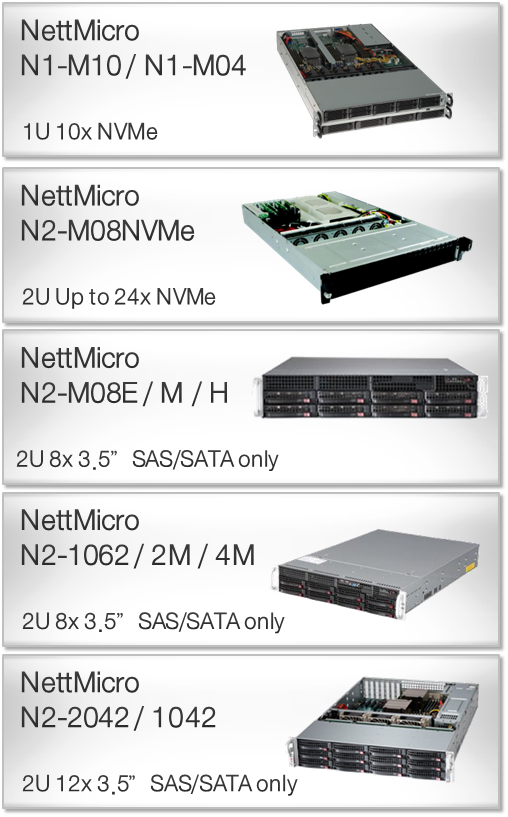 NettMicro
N1-M10 / N1-M04
1U 10x NVMe
NettMicro
N2-M08NVMe
2U Up to 24x NVMe
NettMicro
N2-M08E / M / H
2U 8x 3.5” SAS/SATA only
NettMicro
N2-1062 / 2M / 4M
2U 8x 3.5” SAS/SATA only
NettMicro
N2-2042 / 1042
2U 12x 3.5” SAS/SATA only